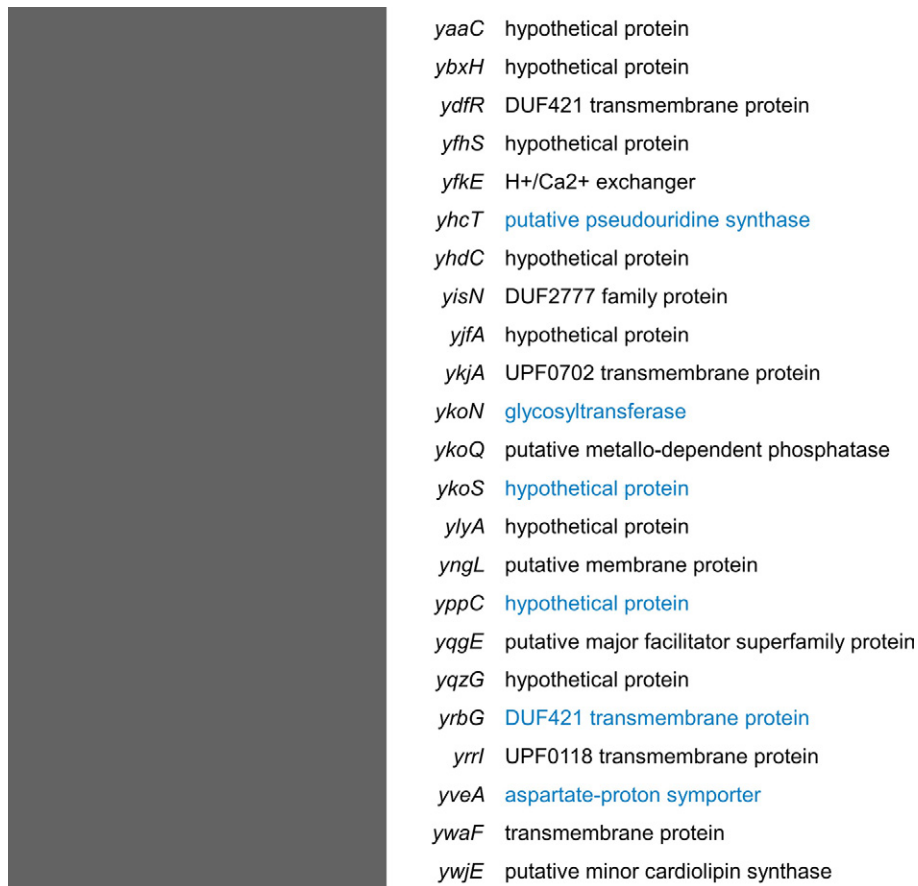 yaaC hypothetical protein
ybxH hypothetical protein
ydfR DUF421 transmembrane protein
yfhS hypothetical protein
yfkE H+/Ca2+ exchanger
yhcT putative pseudouridine synthase
yhdC hypothetical protein
yisN DUF2777 family protein
yjfA hypothetical protein
ykjA UPF0702 transmembrane protein
ykoN glycosyltransferase
ykoQ putative metallo-dependent phosphatase
ykoS hypothetical protein
ylyA hypothetical protein
yngL putative membrane protein
yppC hypothetical protein
yqgE putative major facilitator superfamily protein
yqzG hypothetical protein
yrbG DUF421 transmembrane protein
yrrI UPF0118 transmembrane protein
yveA aspartate-proton symporter
ywaF transmembrane protein
ywjE putative minor cardiolipin synthase